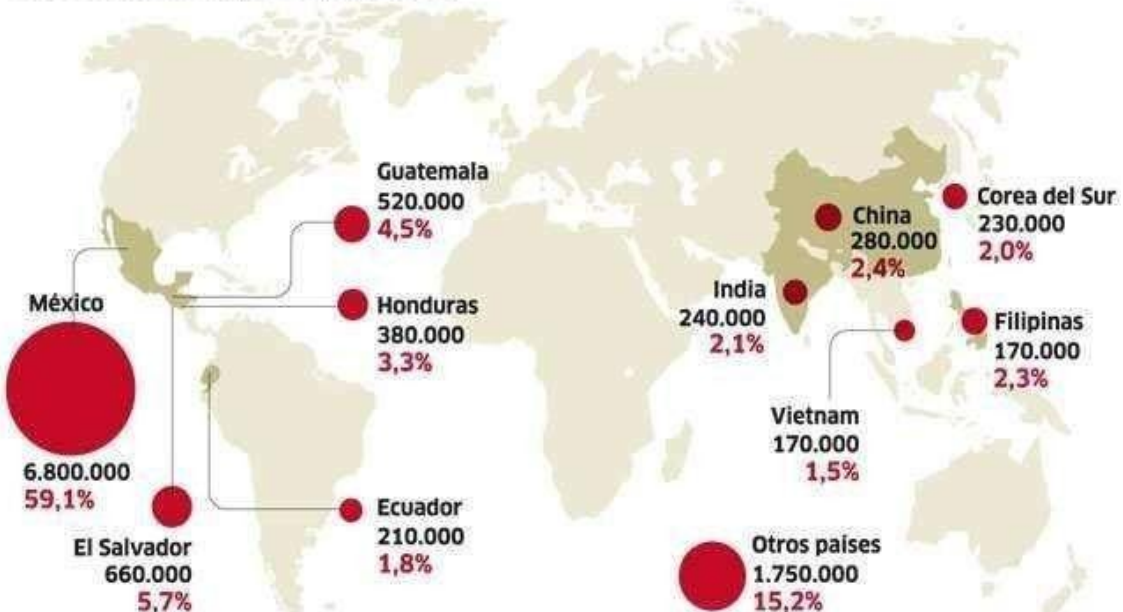 Guatemala
520.000
4,5%
Honduras
380.000
3,3%
México
6.800.000
59,1%
El Salvador
660.000
5,7%
Ecuador
210.000
1,8%
China
280.000
2,4%
Corea del Sur
230.000
2,0%
India
240.000
2,1%
Filipinas
170.000
2,3%
Vietnam
170.000
1,5%
Otros países
1.750.000
15,2%